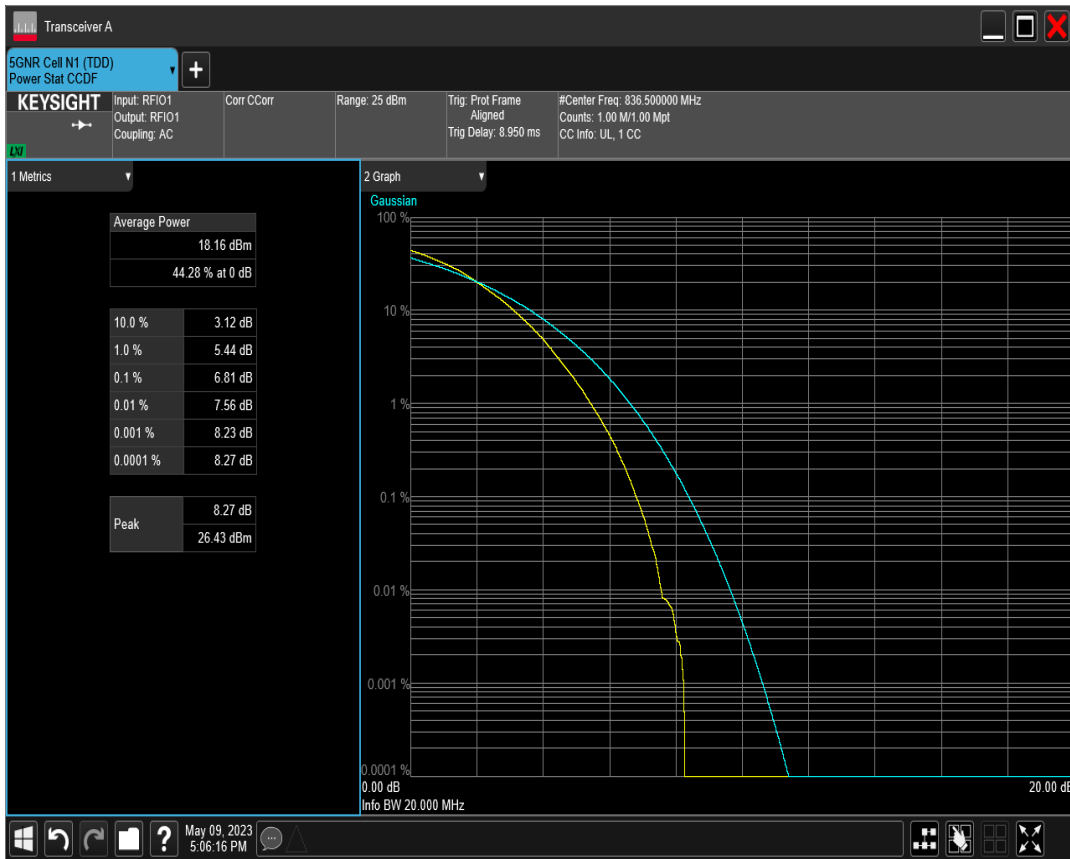 Transceiver A
5GNR Cell N1 (TDD)
Power Stat CCDF
KEYSIGHT
LXI
Input: RFIO1
Output: RFIO1
Coupling: AC
Corr CCorr
Range: 25 dBm
Trig: Prot Frame
Aligned
Trig Delay: 8.950 ms
#Center Freq: 836.500000 MHz
Counts: 1.00 M/1.00 Mpt
CC Info: UL, 1 CC
1 Metrics
Average Power
18.16 dBm
44.28 % at 0 dB
10.0 % 3.12 dB
1.0 % 5.44 dB
0.1 % 6.81 dB
0.01 % 7.56 dB
0.001 % 8.23 dB
0.0001 % 8.27 dB
Peak
8.27 dB
26.43 dBm
2 Graph
Gaussian
100 %
10 %
1 %
0.1 %
0.01 %
0.001 %
0.0001 %
0.00 dB 20.00 dB
Info BW 20.000 MHz
May 09, 2023
5:06:16 PM